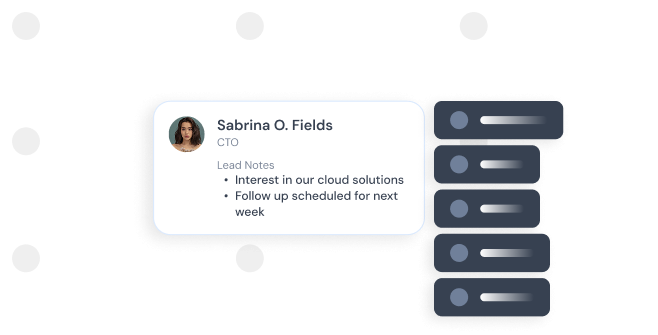 Sabrina O. Fields
CTO
Lead Notes
• Interest in our cloud solutions
• Follow up scheduled for next
week